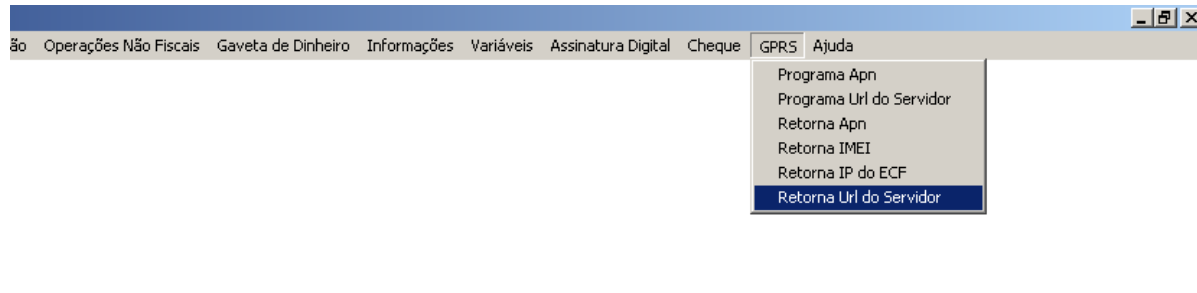 ão Operações Não Fiscais Gaveta de Dinheiro Informações Variáveis Assinatura Digital Cheque GPRS Ajuda
Programa Apn
Programa Url do Servidor
Retorna Apn
Retorna IMEI
Retorna IP do ECF
Retorna Url do Servidor